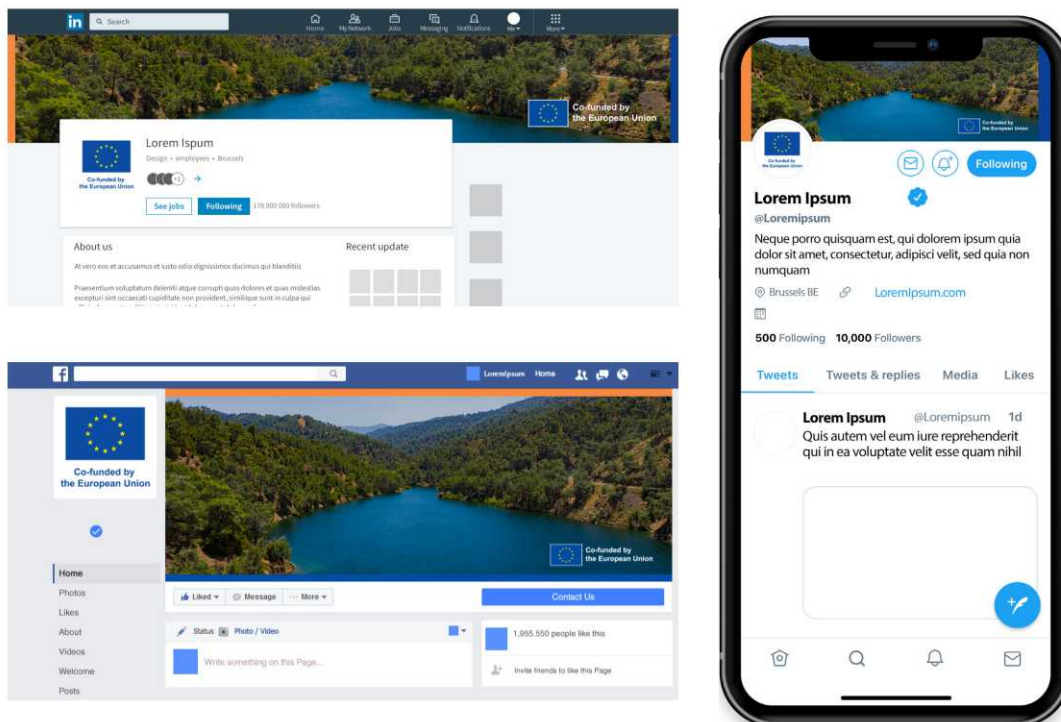 in
Search
Home My Network Jobs Messaging Notifications Me More
Co-funded by
the European Union
Co-funded by
the European Union
Lorem Ispum
Design • employees • Brussels
+1
See jobs Following 178 000 000 followers
About us
Recent update
At vero eos et accusamus et iusto odio dignissimos ducimus qui blanditiis
Praesentium voluptatum deleniti atque corrupti quos dolores et quas molestias
excepturi sint occaecati cupiditate non provident, similique sunt in culpa qui
f
LoremIpsum Home
Co-funded by
the European Union
Co-funded by
the European Union
Home
Photos
Likes
About
Videos
Welcome
Posts
Liked Message ... More
Contact Us
Status Photo / Video
Write something on this Page...
1,955.550 people like this
Invite friends to like this Page
Co-funded by
the European Union
Co-funded by
the European Union
Following
Lorem Ipsum
@Loremipsum
Neque porro quisquam est, qui dolorem ipsum quia
dolor sit amet, consectetur, adipisci velit, sed quia non
numquam
Brussels BE LoremIpsum.com
500 Following 10,000 Followers
Tweets Tweets & replies Media Likes
Lorem Ipsum @Loremipsum 1d
Quis autem vel eum iure reprehenderit
qui in ea voluptate velit esse quam nihil